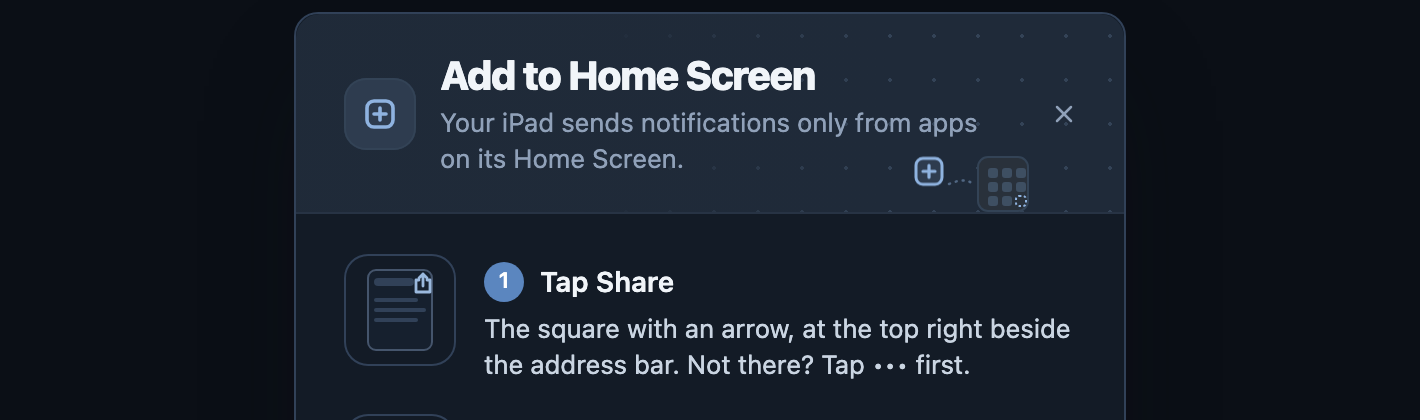 Add to Home Screen
Your iPad sends notifications only from apps
on its Home Screen.
1 Tap Share
The square with an arrow, at the top right beside
the address bar. Not there? Tap ••• first.